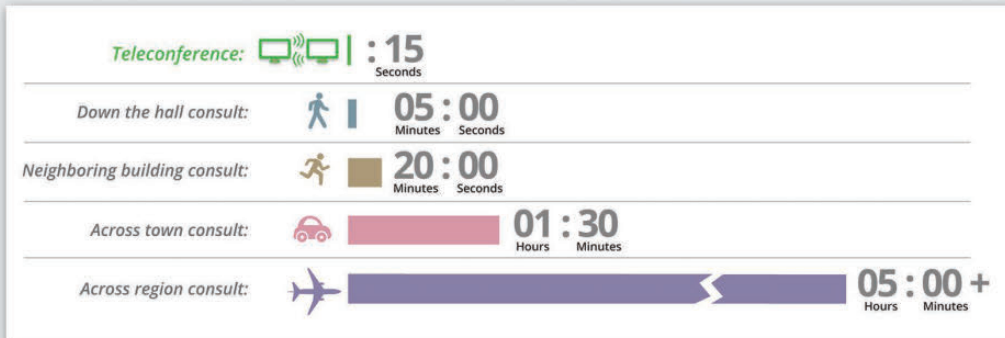 Teleconference: : 15
Seconds
Down the hall consult: 05 : 00
Minutes Seconds
Neighboring building consult: 20 : 00
Minutes Seconds
Across town consult: 01 : 30
Hours Minutes
Across region consult: 05 : 00 +
Hours Minutes